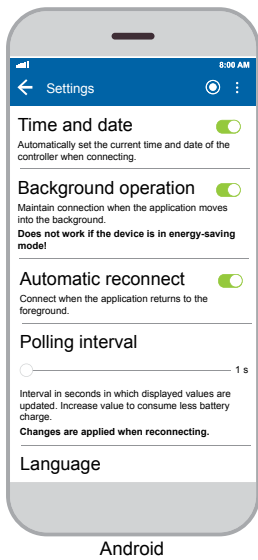 8:00 AM
Settings
Time and date
Automatically set the current time and date of the
controller when connecting.
Background operation
Maintain connection when the application moves
into the background.
Does not work if the device is in energy-saving
mode!
Automatic reconnect
Connect when the application returns to the
foreground.
Polling interval
1 s
Interval in seconds in which displayed values are
updated. Increase value to consume less battery
charge.
Changes are applied when reconnecting.
Language
Android